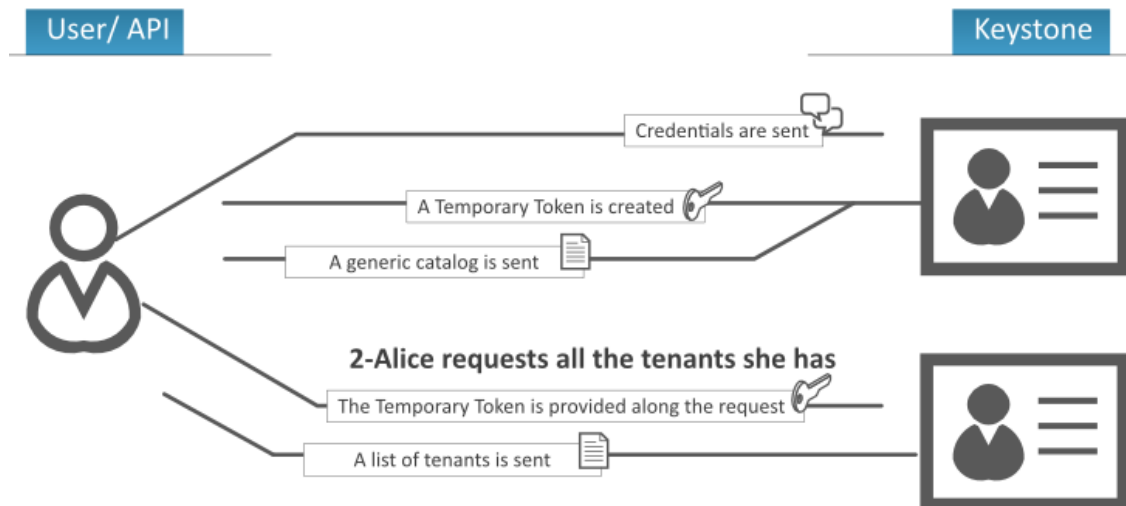 User/ API
Keystone
Credentials are sent
A Temporary Token is created
A generic catalog is sent
2-Alice requests all the tenants she has
The Temporary Token is provided along the request
A list of tenants is sent